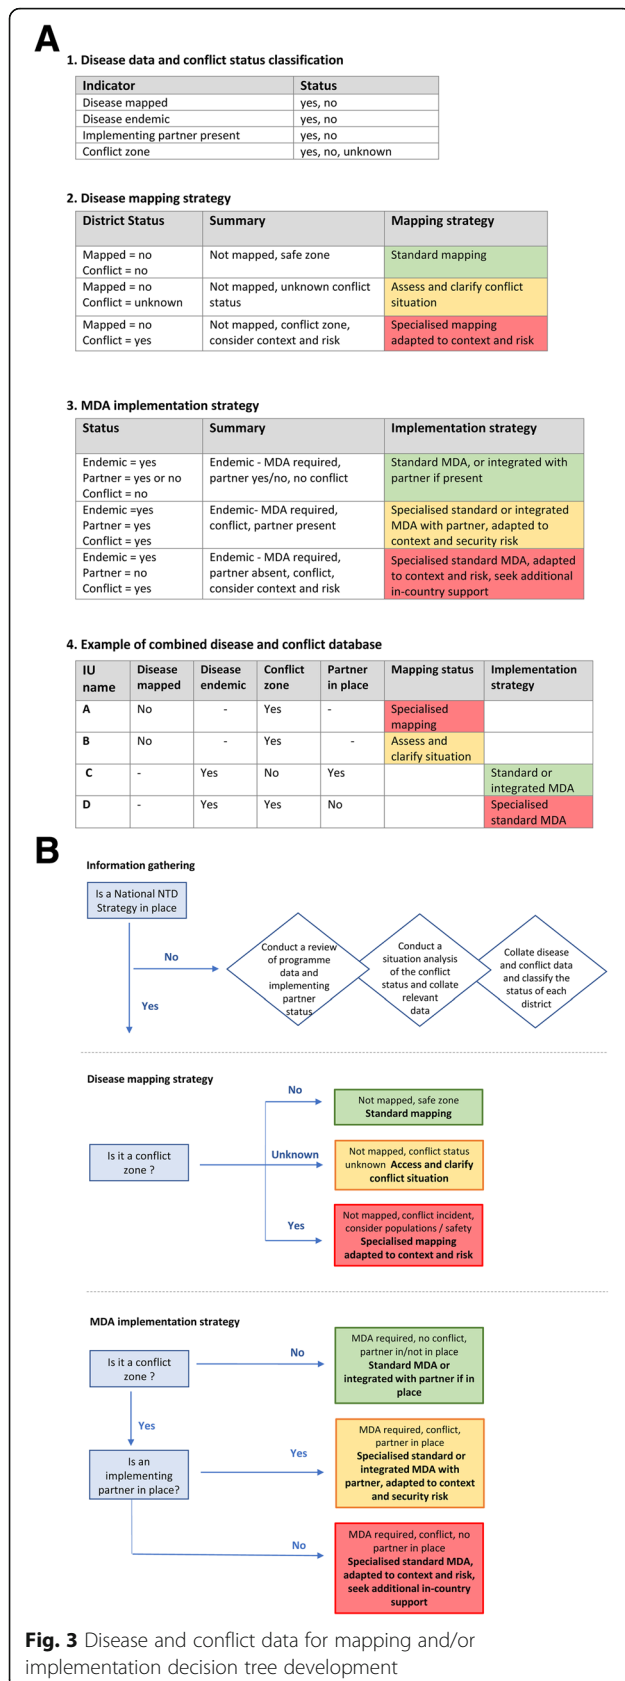 A
1. Disease data and conflict status classification
Indicator Status
Disease mapped yes, no
Disease endemic yes, no
Implementing partner present yes, no
Conflict zone yes, no, unknown
2. Disease mapping strategy
District Status Summary Mapping strategy
Mapped = no Not mapped, safe zone Standard mapping
Conflict = no
Mapped = no Not mapped, unknown conflict Assess and clarify conflict
Conflict = unknown status situation
Mapped = no Not mapped, conflict zone, Specialised mapping
Conflict = yes consider context and risk adapted to context and risk
3. MDA implementation strategy
Status Summary Implementation strategy
Endemic = yes Endemic - MDA required, Standard MDA, or integrated with
Partner = yes or no partner yes/no, no conflict partner if present
Conflict = no
Endemic =yes Endemic- MDA required, Specialised standard or integrated
Partner = yes conflict, partner present MDA with partner, adapted to
Conflict = yes context and security risk
Endemic = yes Endemic - MDA required, Specialised standard MDA, adapted
Partner = no partner absent, conflict, to context and risk, seek additional
Conflict = yes consider context and risk in-country support
4. Example of combined disease and conflict database
IU Disease Disease Conflict Partner Mapping status Implementation
name mapped endemic zone in place strategy
A No - Yes - Specialised
mapping
B No - Yes - Assess and
clarify situation
C - Yes No Yes Standard or
integrated MDA
D - Yes Yes No Specialised
standard MDA
B
Information gathering
Is a National NTD
Strategy in place
No
Yes
Conduct a review
of programme
data and
implementing
partner
status
Conduct a
situation analysis
of the conflict
status and collate
relevant
data
Collate disease
and conflict data
and classify the
status of each
district
Disease mapping strategy
Is it a conflict
zone ?
No
Not mapped, safe zone
Standard mapping
Unknown
Not mapped, conflict status
unknown Access and clarify
conflict situation
Yes
Not mapped, conflict incident,
consider populations / safety
Specialised mapping
adapted to context and risk
MDA implementation strategy
Is it a conflict
zone ?
No
MDA required, no conflict,
partner in/not in place
Standard MDA or
integrated with partner if in
place
Yes
Is an
implementing
partner in place?
Yes
MDA required, conflict,
partner in place
Specialised standard or
integrated MDA with
partner, adapted to context
and security risk
No
MDA required, conflict, no
partner in place
Specialised standard MDA,
adapted to context and risk,
seek additional in-country
support
Fig. 3 Disease and conflict data for mapping and/or
implementation decision tree development